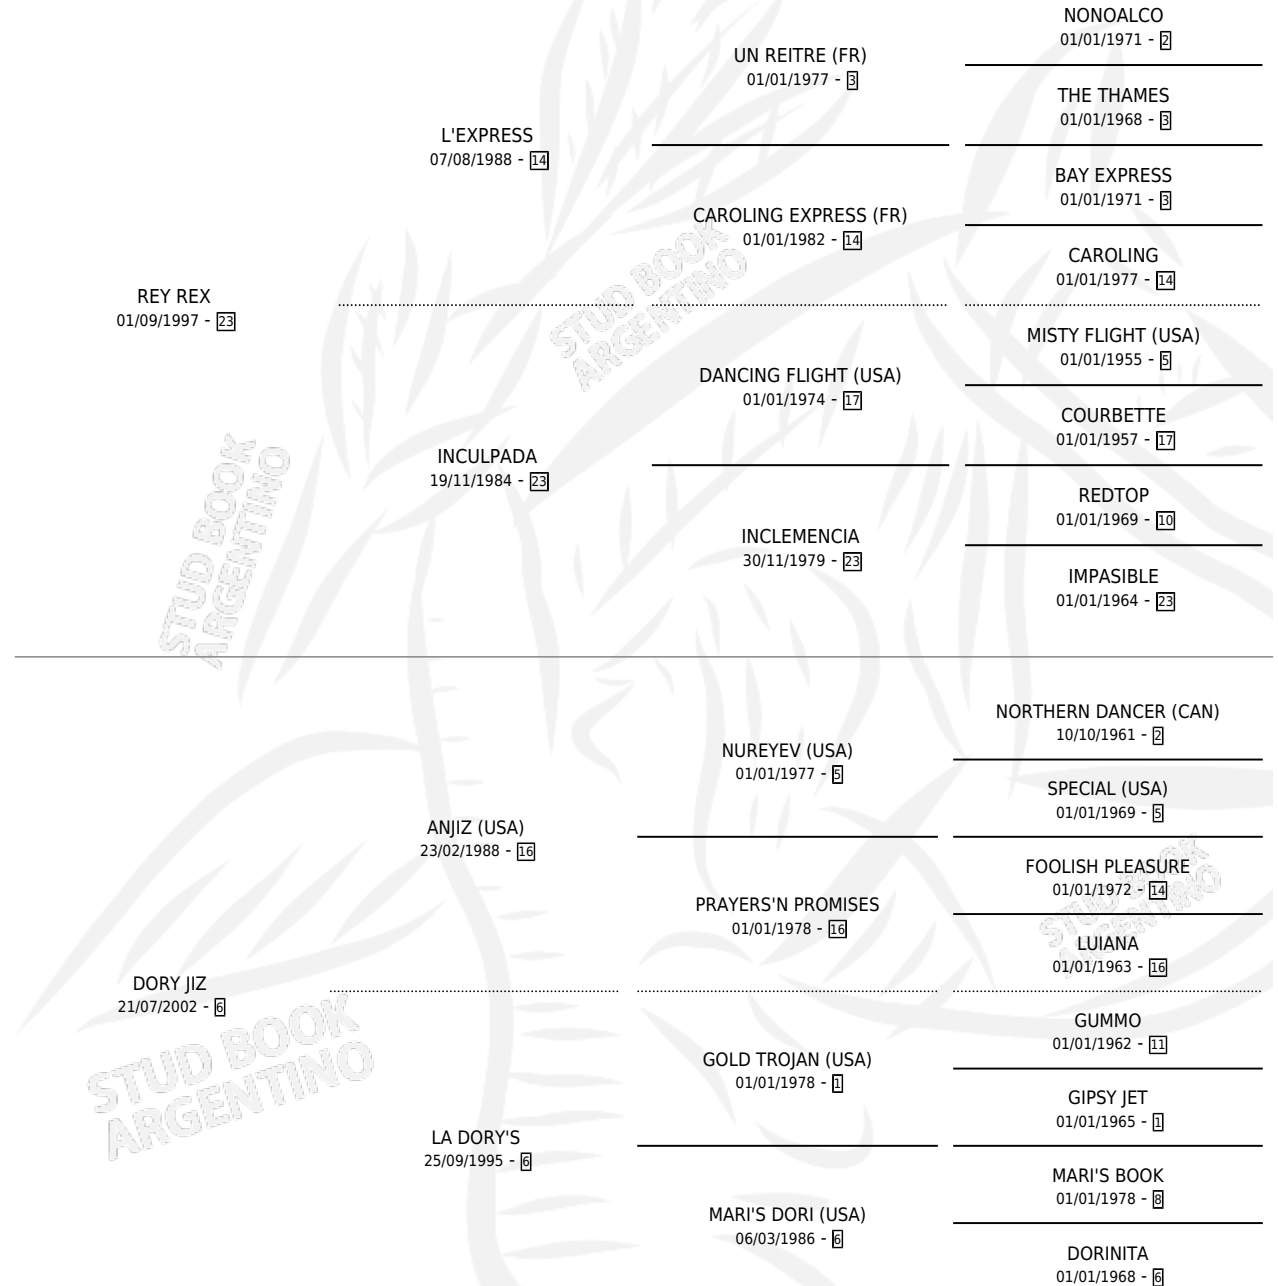 NONOALCO
01/01/1971 - 2
UN REITRE (FR)
01/01/1977 - 3
THE THAMES
01/01/1968 - 3
L'EXPRESS
07/08/1988 - 14
BAY EXPRESS
01/01/1971 - 3
CAROLING EXPRESS (FR)
01/01/1982 - 14
CAROLING
01/01/1977 - 14
REY REX
01/09/1997 - 23
STUD BOOK
ARGENTINO
MISTY FLIGHT (USA)
01/01/1955 - 5
DANCING FLIGHT (USA)
01/01/1974 - 17
COURBETTE
01/01/1957 - 17
INCULPADA
19/11/1984 - 23
STUD BOOK
ARGENTINO
REDTOP
01/01/1969 - 10
INCLEMENCIA
30/11/1979 - 23
IMPASIBLE
01/01/1964 - 23
NORTHERN DANCER (CAN)
10/10/1961 - 2
NUREYEV (USA)
01/01/1977 - 5
SPECIAL (USA)
01/01/1969 - 5
ANJIZ (USA)
23/02/1988 - 16
FOOLISH PLEASURE
01/01/1972 - 14
STUD BOOK
ARGENTINO
PRAYERS'N PROMISES
01/01/1978 - 16
LUIANA
01/01/1963 - 16
DORY JIZ
21/07/2002 - 6
STUD BOOK
ARGENTINO
GUMMO
01/01/1962 - 11
GOLD TROJAN (USA)
01/01/1978 - 1
GIPSY JET
01/01/1965 - 1
LA DORY'S
25/09/1995 - 6
MARI'S BOOK
01/01/1978 - 8
MARI'S DORI (USA)
06/03/1986 - 6
DORINITA
01/01/1968 - 6